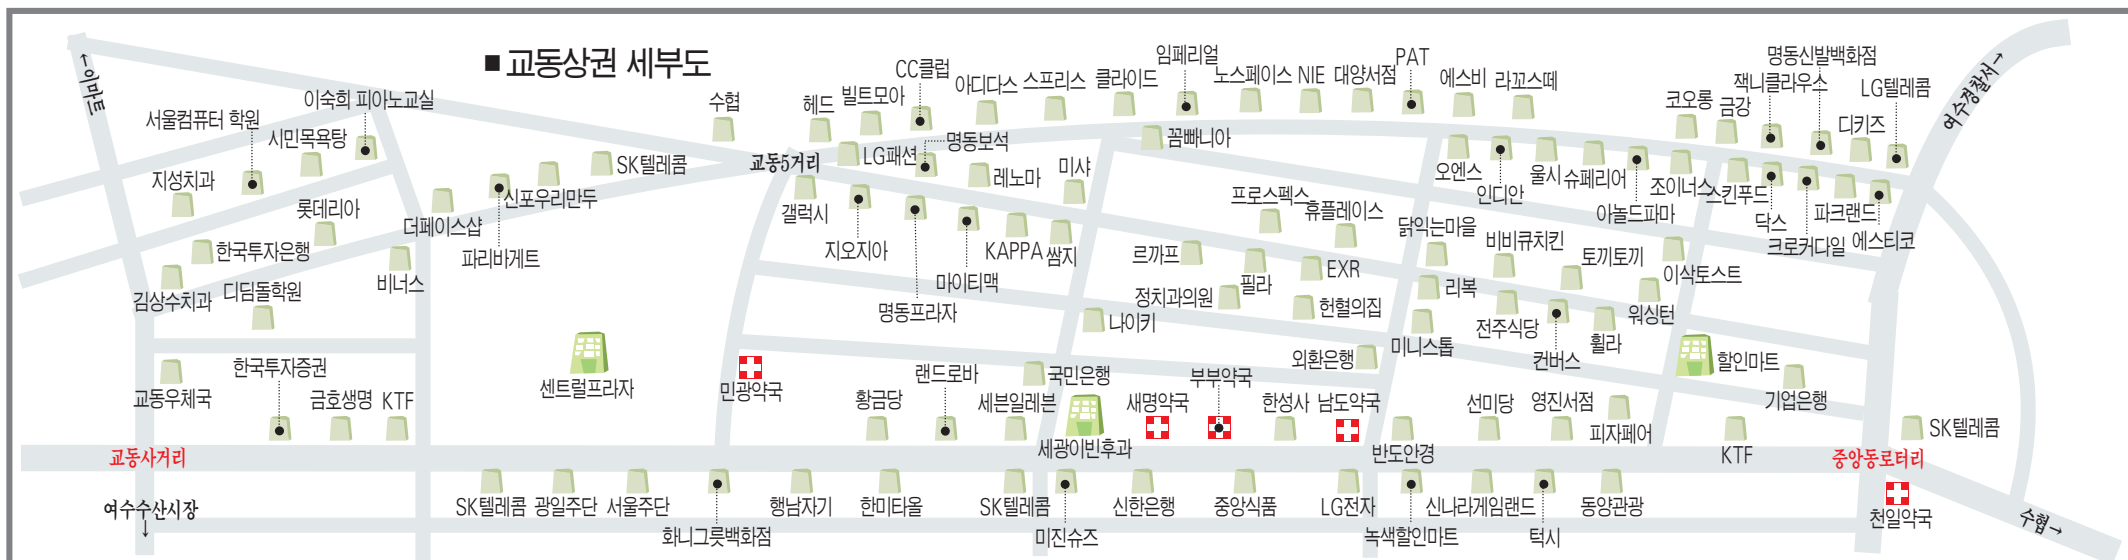 ■ 교동상권 세부도
←이마트
서울컴퓨터 학원
이숙희 피아노교실
시민목욕탕
지성치과
롯데리아
한국투자은행
김상수치과
디딤돌학원
비너스
더페이스샵
파리바게트
신포우리만두
SK텔레콤
수협
교동5거리
헤드
빌트모아
CC클럽
아디다스
스프리스
클라이드
임페리얼
노스페이스
NIE
대양서점
PAT
에스비
라꼬스떼
코오롱
금강
잭니클라우스
명동신발백화점
디키즈
LG텔레콤
여수경찰서→
LG패션
명동보석
레노마
미샤
꼼빠니아
갤럭시
지오지아
명동프라자
마이티맥
KAPPA
쌈지
오엔스
인디안
울시
슈페리어
아놀드파마
조이너스
스킨푸드
닥스
크로커다일
파크랜드
에스티코
프로스펙스
휴플레이스
르까프
필라
EXR
정치과의원
헌혈의집
나이키
닭익는마을
비비큐치킨
토끼토끼
이삭토스트
리복
전주식당
컨버스
휠라
워싱턴
미니스톱
외환은행
할인마트
기업은행
교동우체국
한국투자증권
금호생명
KTF
센트럴프라자
민광약국
황금당
랜드로바
세븐일레븐
국민은행
세광이빈후과
새명약국
부부약국
한성사
남도약국
반도안경
선미당
영진서점
피자페어
KTF
SK텔레콤
교동사거리
중앙동로터리
여수수산시장
↓
SK텔레콤
광일주단
서울주단
화니그릇백화점
행남자기
한미타올
SK텔레콤
미진슈즈
신한은행
중앙식품
LG전자
녹색할인마트
신나라게임랜드
턱시
동양관광
천일약국
수협→